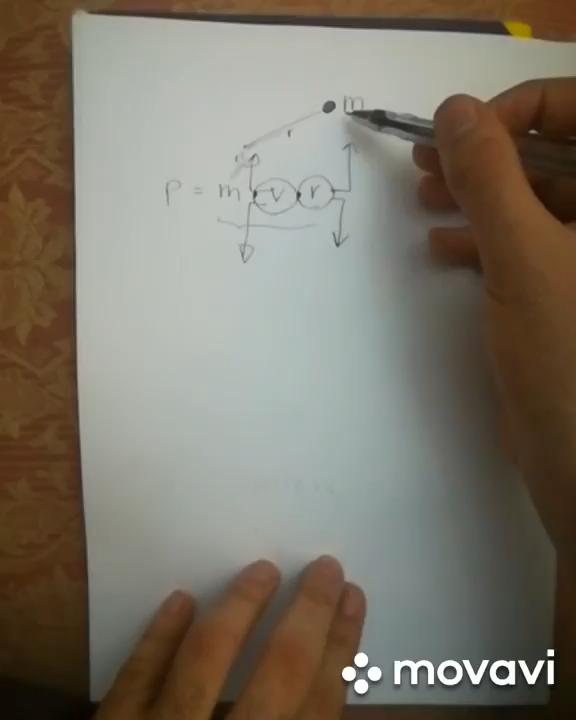 m
r
P = m · v · r
movavi